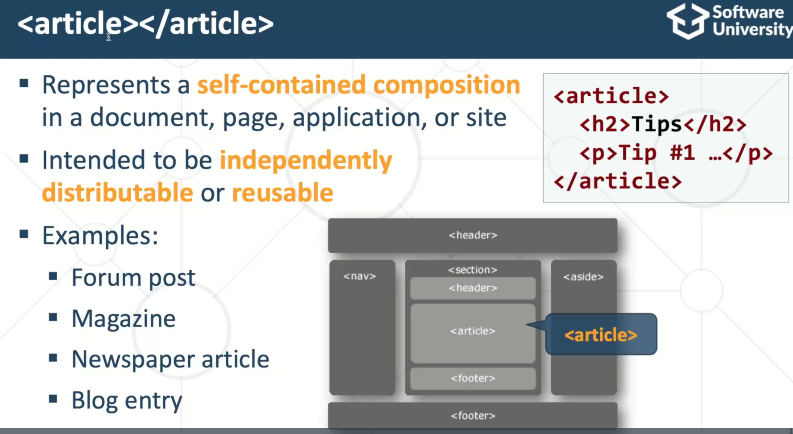 <article></article>
Software
University
▪ Represents a self-contained composition
in a document, page, application, or site
▪ Intended to be independently
distributable or reusable
▪ Examples:
▪ Forum post
▪ Magazine
▪ Newspaper article
▪ Blog entry
<article>
<h2>Tips</h2>
<p>Tip #1 …</p>
</article>
<header>
<nav>
<section>
<header>
<article>
<footer>
<aside>
<article>
<footer>